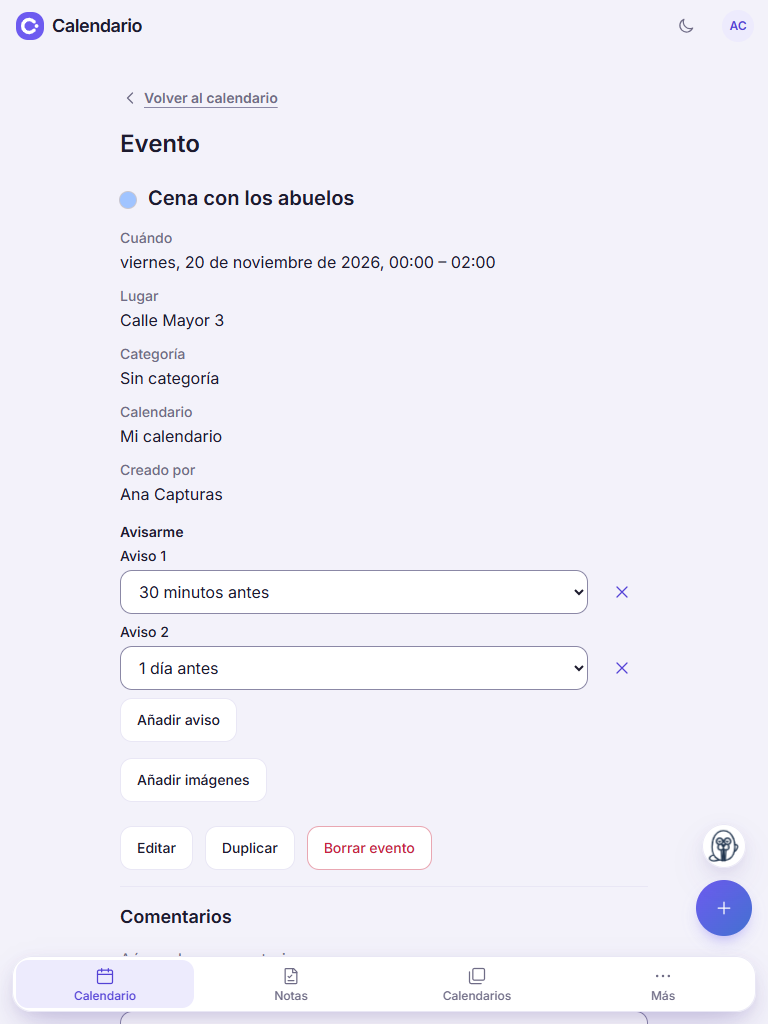 Calendario
AC
Volver al calendario
Evento
Cena con los abuelos
Cuándo
viernes, 20 de noviembre de 2026, 00:00 – 02:00
Lugar
Calle Mayor 3
Categoría
Sin categoría
Calendario
Mi calendario
Creado por
Ana Capturas
Avisarme
Aviso 1
30 minutos antes
Aviso 2
1 día antes
Añadir aviso
Añadir imágenes
Editar
Duplicar
Borrar evento
Comentarios
Calendario
Notas
Calendarios
Más